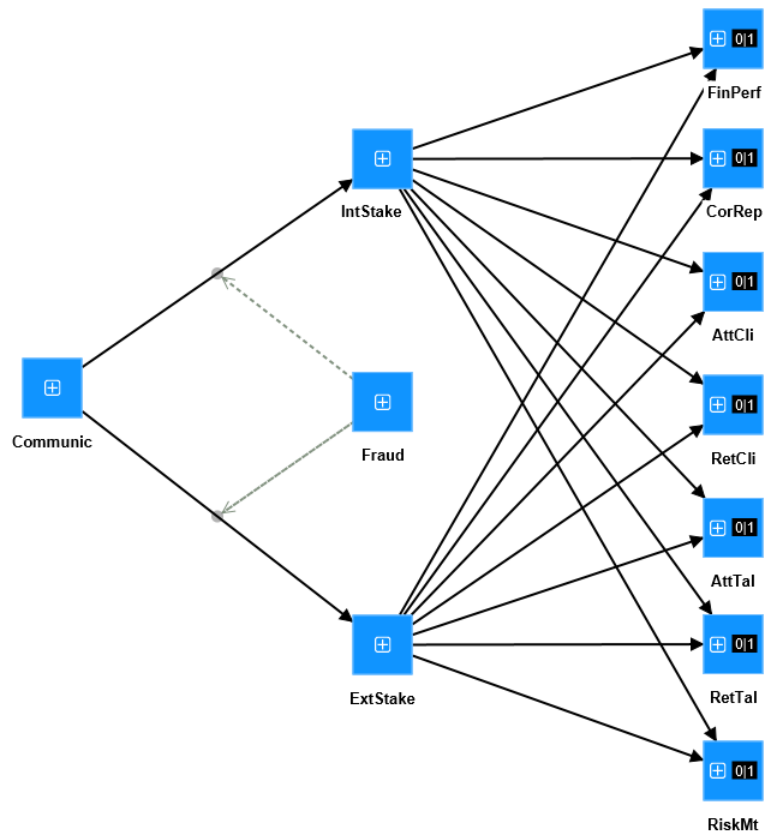 0|1
FinPerf
0|1
IntStake
CorRep
0|1
AttCli
Communic
Fraud
0|1
RetCli
0|1
AttTal
ExtStake
0|1
RetTal
0|1
RiskMt